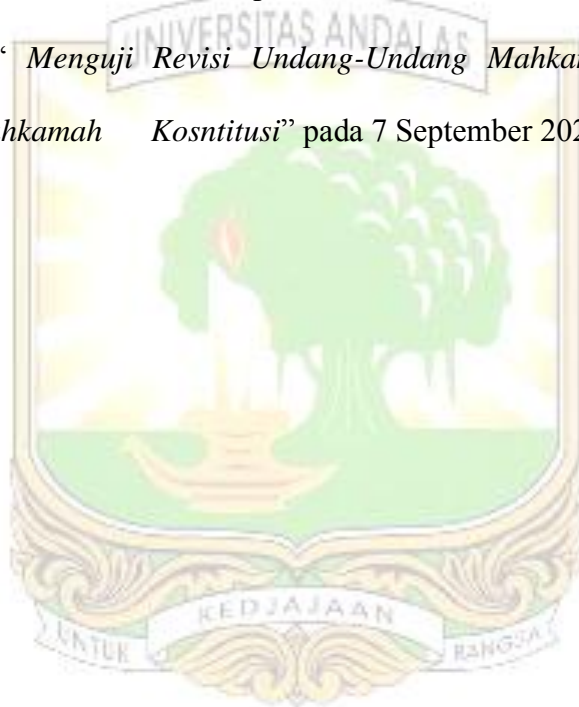 UNIVERSITAS ANDALAS
“ Menguji Revisi Undang-Undang Mahkam
hkamah Kosntitusi” pada 7 September 202
KEDJAJAAN
UNTUK BANGSA